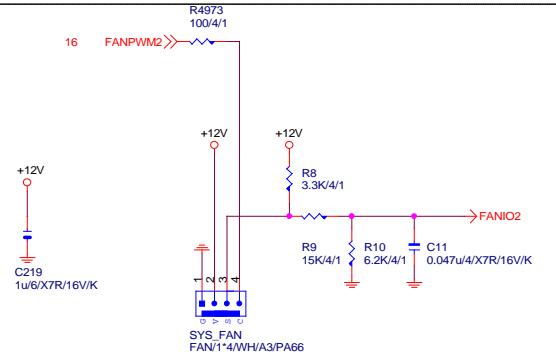 R4973
100/4/1
16 FANPWM2
+12V
+12V
+12V
R8
3.3K/4/1
FANIO2
R9
15K/4/1
R10
6.2K/4/1
C11
0.047u/4/X7R/16V/K
C219
1u/6/X7R/16V/K
1
2
3
4
G
V
S
C
SYS_FAN
FAN/1*4/WH/A3/PA66